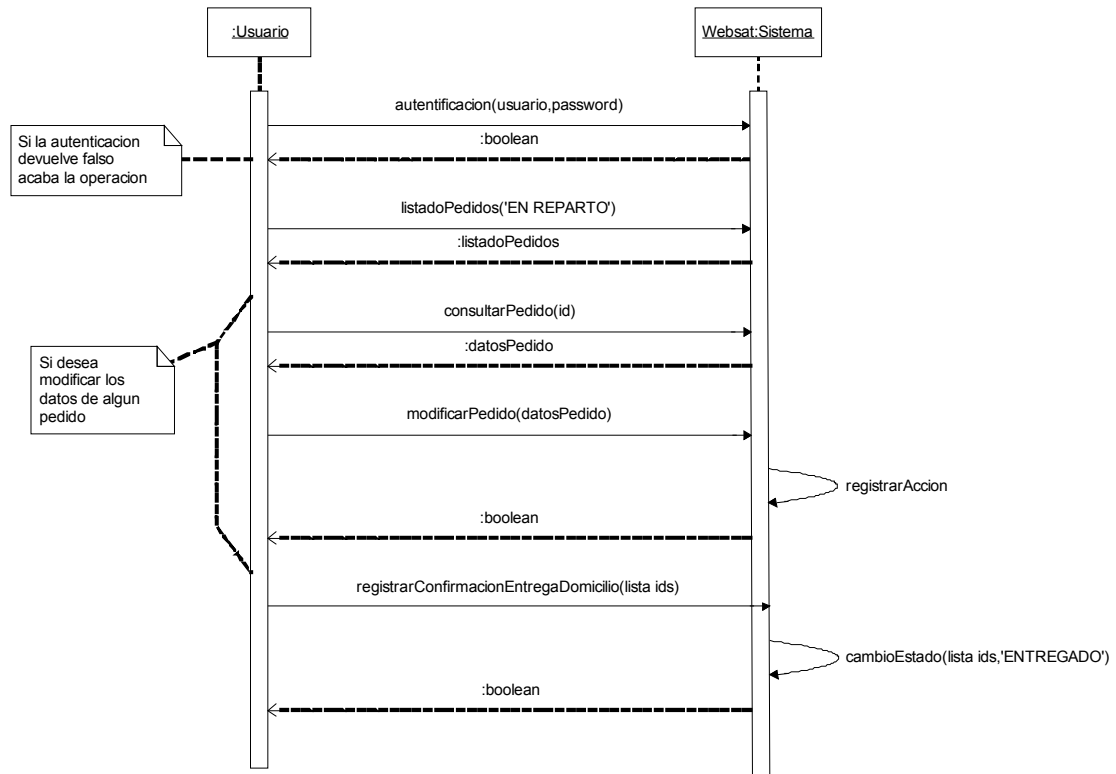 :Usuario
Websat:Sistema
autentificacion(usuario,password)
:boolean
Si la autenticacion
devuelve falso
acaba la operacion
listadoPedidos('EN REPARTO')
:listadoPedidos
consultarPedido(id)
:datosPedido
Si desea
modificar los
datos de algun
pedido
modificarPedido(datosPedido)
registrarAccion
:boolean
registrarConfirmacionEntregaDomicilio(lista ids)
cambioEstado(lista ids,'ENTREGADO')
:boolean